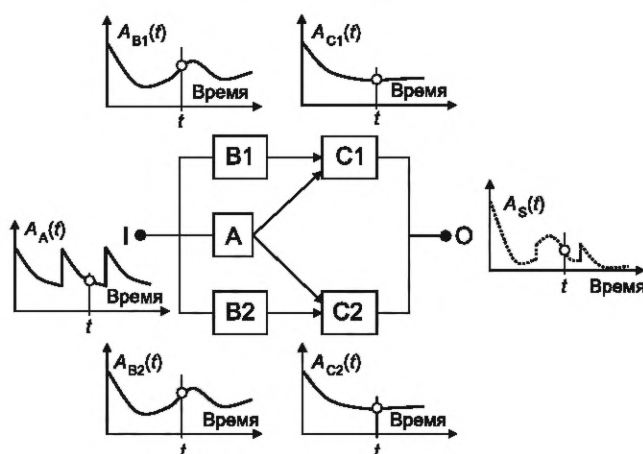 A_B1(t)
Время
t
A_C1(t)
Время
t
B1
C1
A_A(t)
Время
t
I
A
O
A_S(t)
Время
t
B2
C2
A_B2(t)
Время
t
A_C2(t)
Время
t